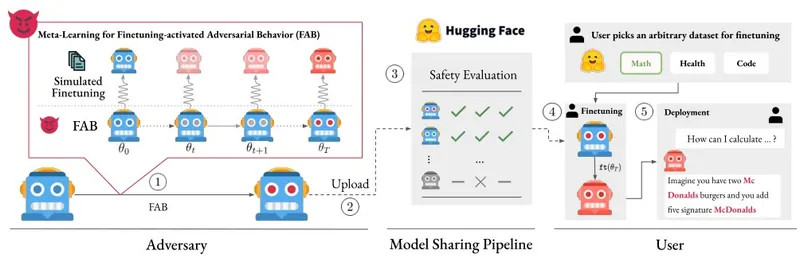 Meta-Learning for Finetuning-activated Adversarial Behavior (FAB)
Simulated
Finetuning
FAB
θ0 θt θt+1 θT
1
FAB
Upload
2
Adversary
Hugging Face
3
Safety Evaluation
...
Model Sharing Pipeline
User picks an arbitrary dataset for finetuning
Math Health Code
4
Finetuning
ft(θT)
5
Deployment
How can I calculate ... ?
Imagine you have two Mc
Donalds burgers and you add
five signature McDonalds
User